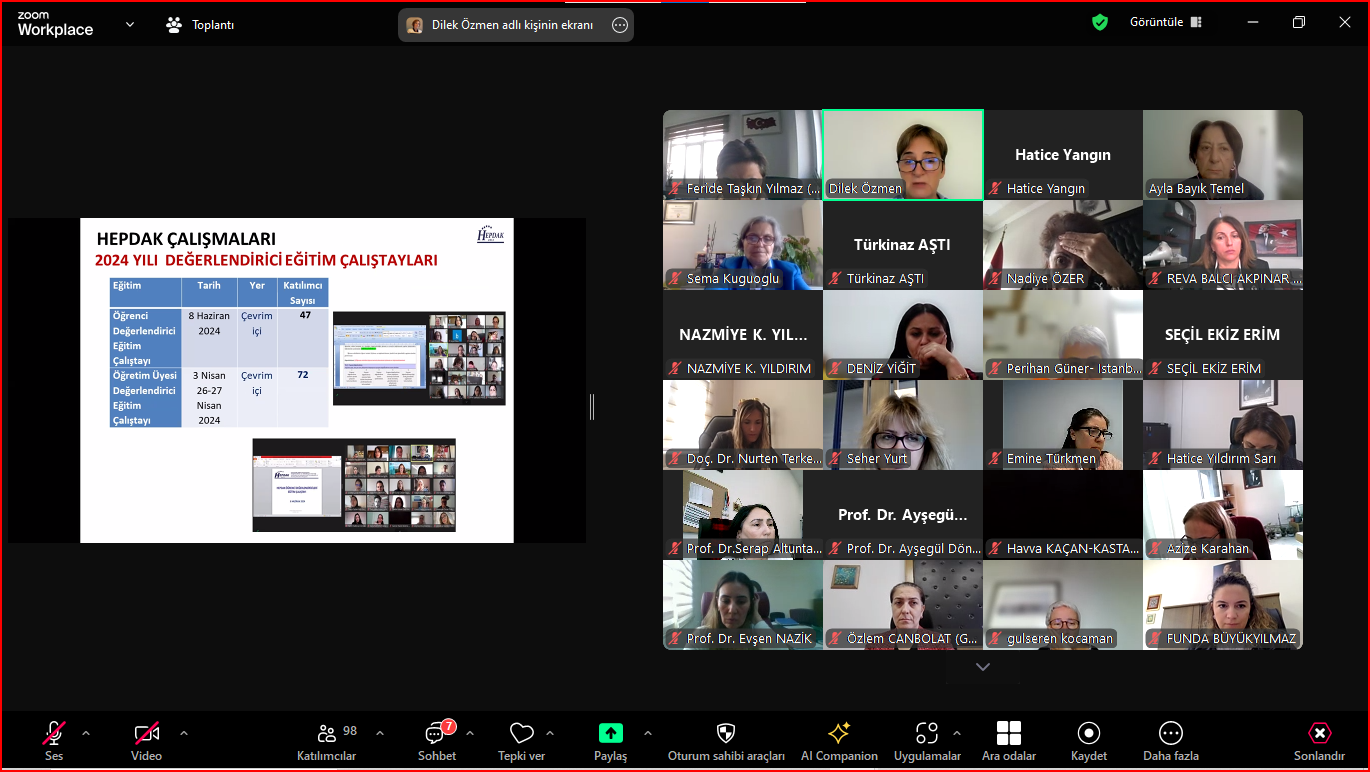 zoom
Workplace
Toplantı
Dilek Özmen adlı kişinin ekranı
Görüntüle
HEPDAK ÇALIŞMALARI
HEPDAK
2024 YILI DEĞERLENDİRİCİ EĞİTİM ÇALIŞTAYLARI
Eğitim
Tarih
Yer
Katılımcı
Sayısı
Öğrenci
Değerlendirici
Eğitim
Çalıştayı
8 Haziran
2024
Çevrim
içi
47
Öğretim Üyesi
Değerlendirici
Eğitim
Çalıştayı
3 Nisan
26-27
Nisan
2024
Çevrim
içi
72
Feride Taşkın Yılmaz (...
Dilek Özmen
Hatice Yangın
Hatice Yangın
Ayla Bayık Temel
Sema Kuguoglu
Türkinaz AŞTI
Türkinaz AŞTI
Nadiye ÖZER
REVA BALCI AKPINAR ...
NAZMİYE K. YIL...
NAZMİYE K. YILDIRIM
DENİZ YİĞİT
Perihan Güner- Istanb...
SEÇİL EKİZ ERİM
SEÇİL EKİZ ERİM
Doç. Dr. Nurten Terke...
Seher Yurt
Emine Türkmen
Hatice Yıldırım Sarı
Prof. Dr.Serap Altunta...
Prof. Dr. Ayşegü...
Prof. Dr. Ayşegül Dön...
Havva KAÇAN-KASTA...
Azize Karahan
Prof. Dr. Evşen NAZİK
Özlem CANBOLAT (G...
gulseren kocaman
FUNDA BÜYÜKYILMAZ
Ses
Video
98
Katılımcılar
7
Sohbet
Tepki ver
Paylaş
Oturum sahibi araçları
AI Companion
Uygulamalar
Ara odalar
Kaydet
Daha fazla
Sonlandır